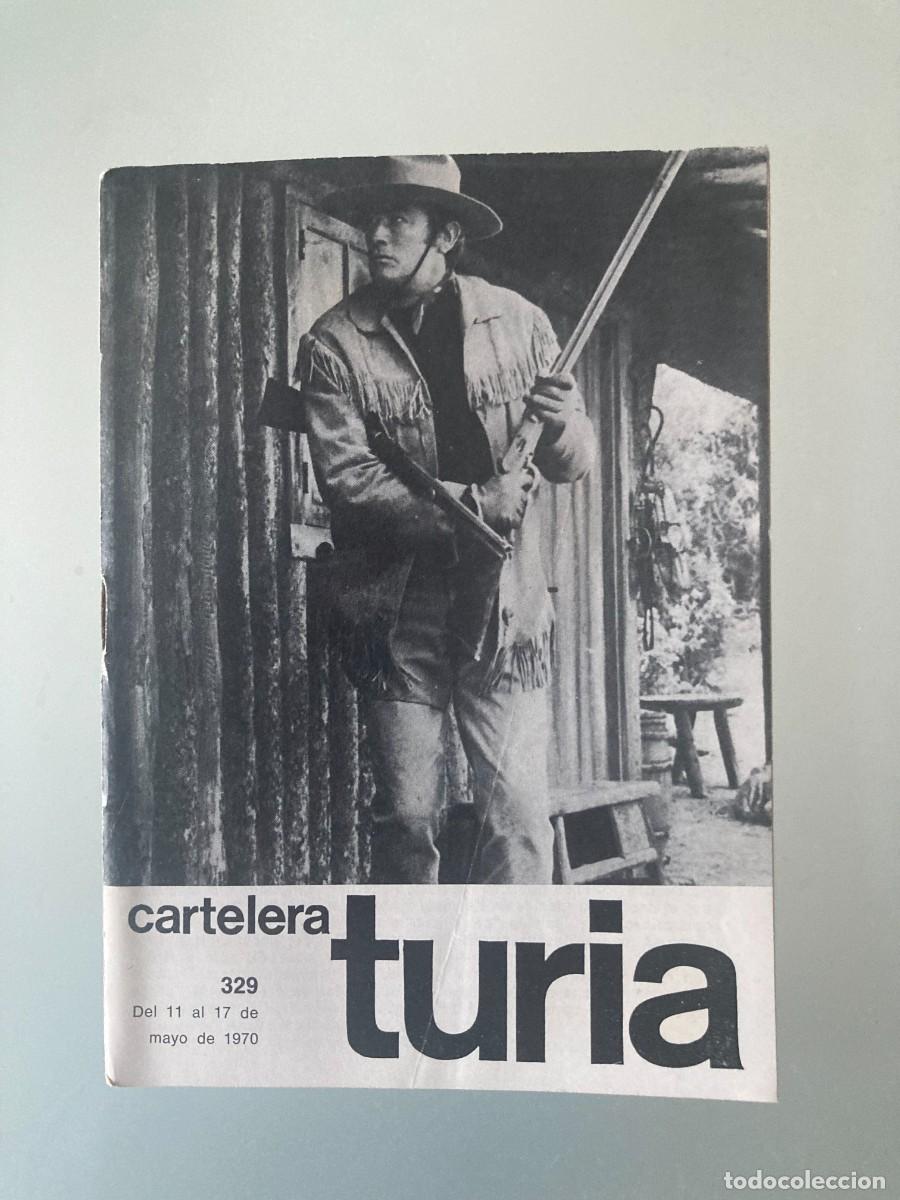 cartelera
turia
329
Del 11 al 17 de
mayo de 1970
todocoleccion